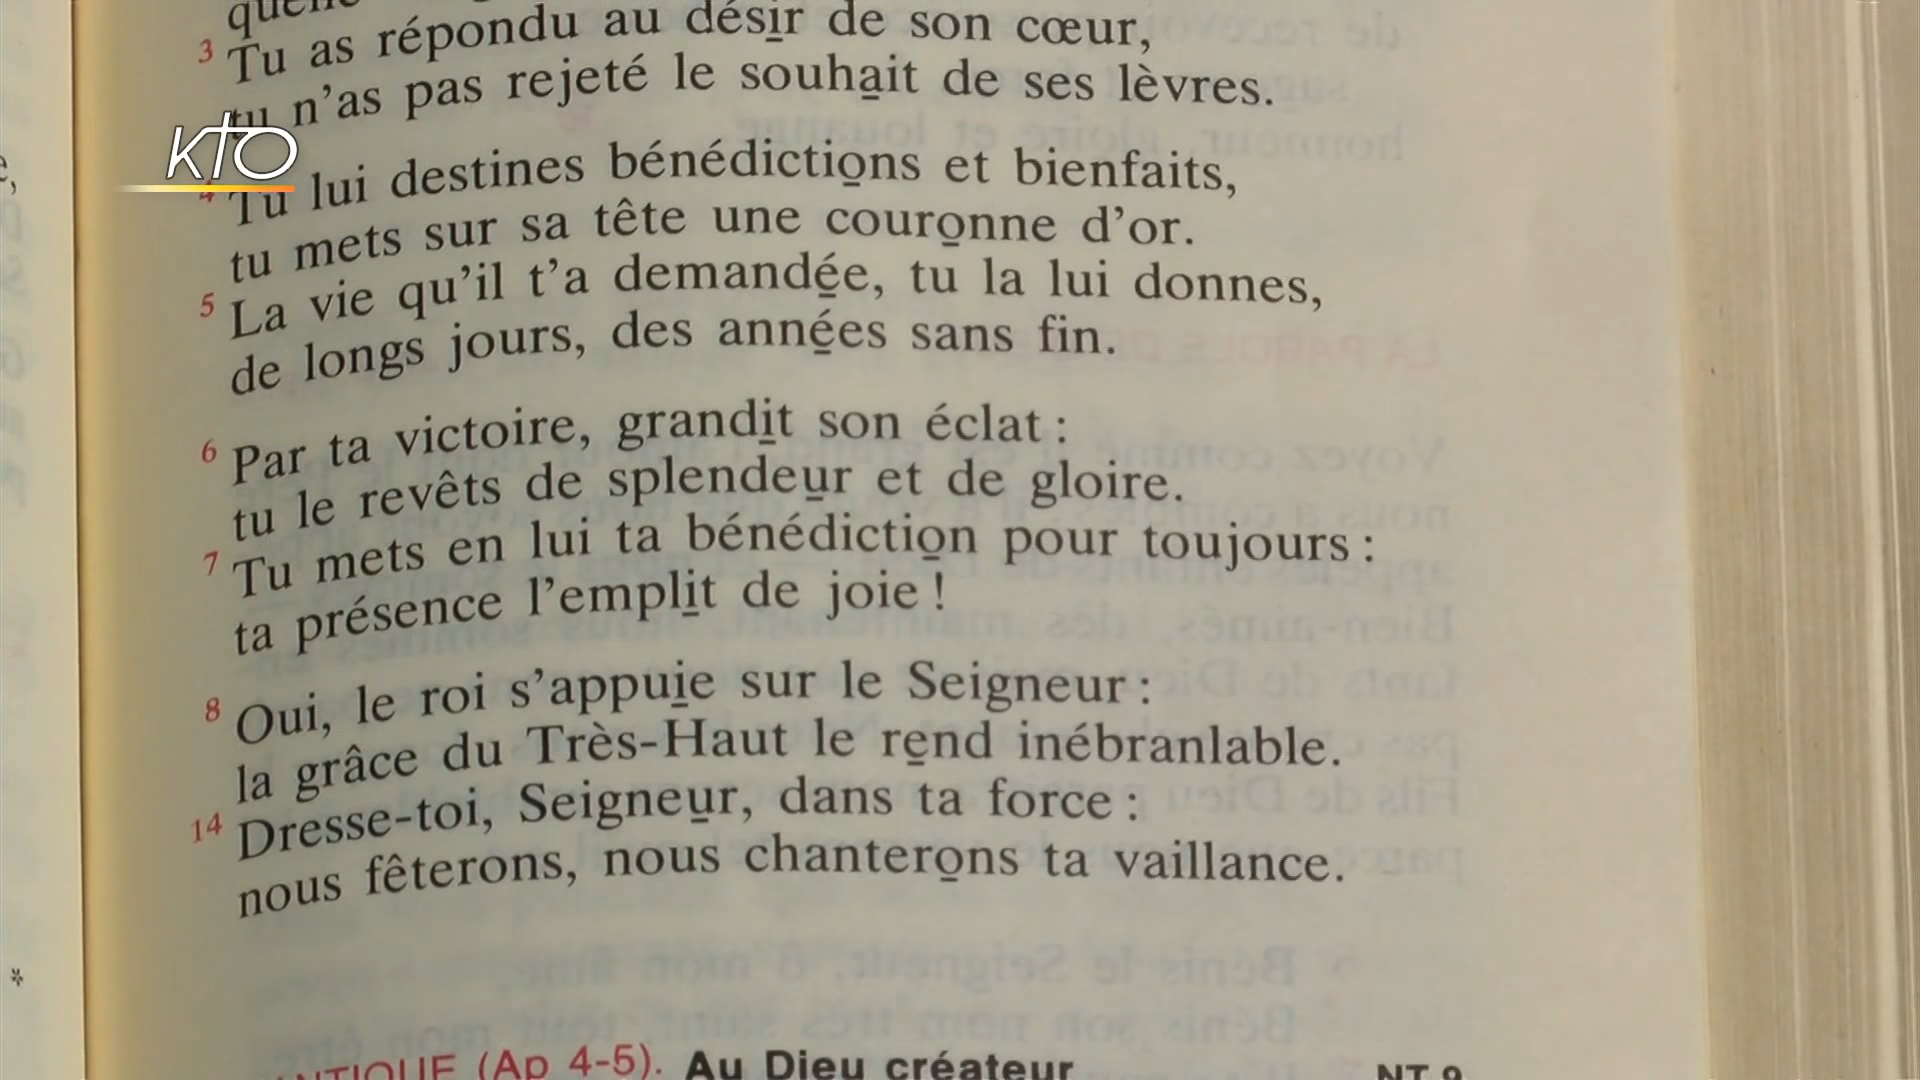 3 Tu as répondu au désir de son cœur,
tu n’as pas rejeté le souhait de ses lèvres.
KTO
4 Tu lui destines bénédictions et bienfaits,
tu mets sur sa tête une couronne d’or.
5 La vie qu’il t’a demandée, tu la lui donnes,
de longs jours, des années sans fin.
6 Par ta victoire, grandit son éclat :
tu le revêts de splendeur et de gloire.
7 Tu mets en lui ta bénédiction pour toujours :
ta présence l’emplit de joie !
8 Oui, le roi s’appuie sur le Seigneur :
la grâce du Très-Haut le rend inébranlable.
14 Dresse-toi, Seigneur, dans ta force :
nous fêterons, nous chanterons ta vaillance.
*
(Ap 4-5). Au Dieu créateur NT 9